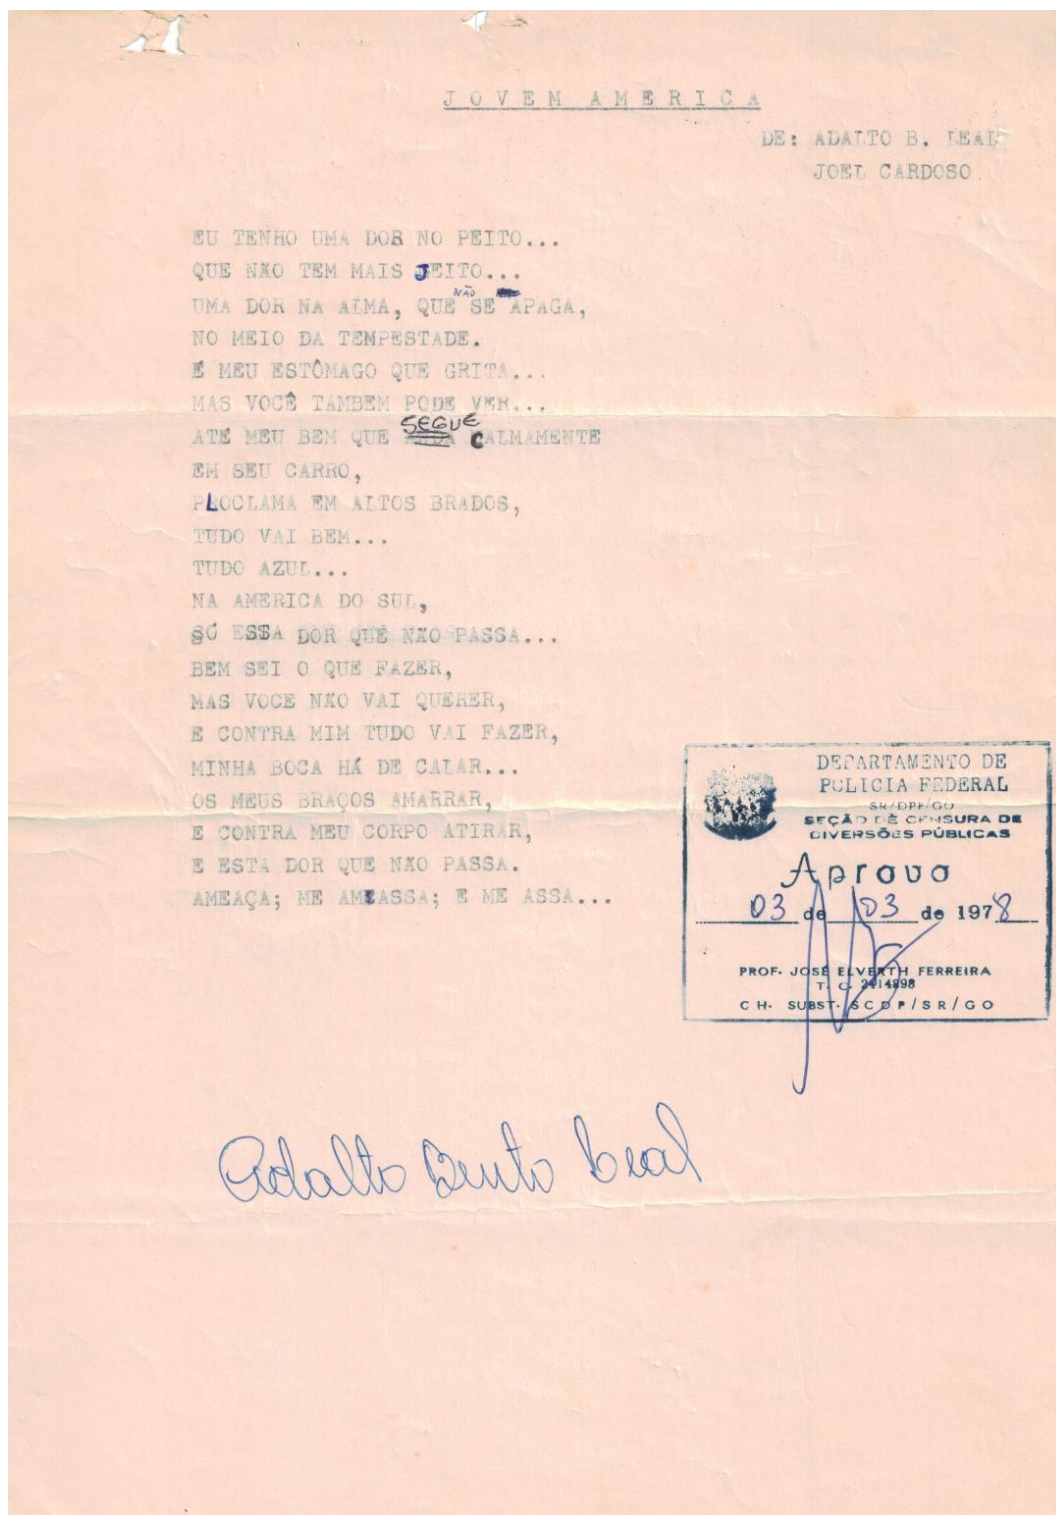 JOVEM AMERICA
DE: ADALTO B. LEAL
JOEL CARDOSO
EU TENHO UMA DOR NO PEITO...
QUE NÃO TEM MAIS JEITO...
NÃO
UMA DOR NA ALMA, QUE SE APAGA,
NO MEIO DA TEMPESTADE.
É MEU ESTÔMAGO QUE GRITA...
MAS VOCÊ TAMBEM PODE VER...
SEGUE
ATÉ MEU BEM QUE CALMAMENTE
EM SEU CARRO,
PLOCLAMA EM ALTOS BRADOS,
TUDO VAI BEM...
TUDO AZUL...
NA AMERICA DO SUL,
SÓ ESSA DOR QUE NÃO PASSA...
BEM SEI O QUE FAZER,
MAS VOCE NÃO VAI QUERER,
E CONTRA MIM TUDO VAI FAZER,
MINHA BOCA HÁ DE CALAR...
OS MEUS BRAÇOS AMARRAR,
E CONTRA MEU CORPO ATIRAR,
E ESTA DOR QUE NÃO PASSA.
AMEAÇA; ME AMEASSA; E ME ASSA...
DEPARTAMENTO DE
POLICIA FEDERAL
SR/DPF/GO
SEÇÃO DE CENSURA DE
DIVERSÕES PÚBLICAS
Aprovo
03 de 03 de 1978
PROF. JOSÉ ELVERTH FERREIRA
T. C. 2414898
CH. SUBST. SCDP/SR/GO
Adalto Bento Leal